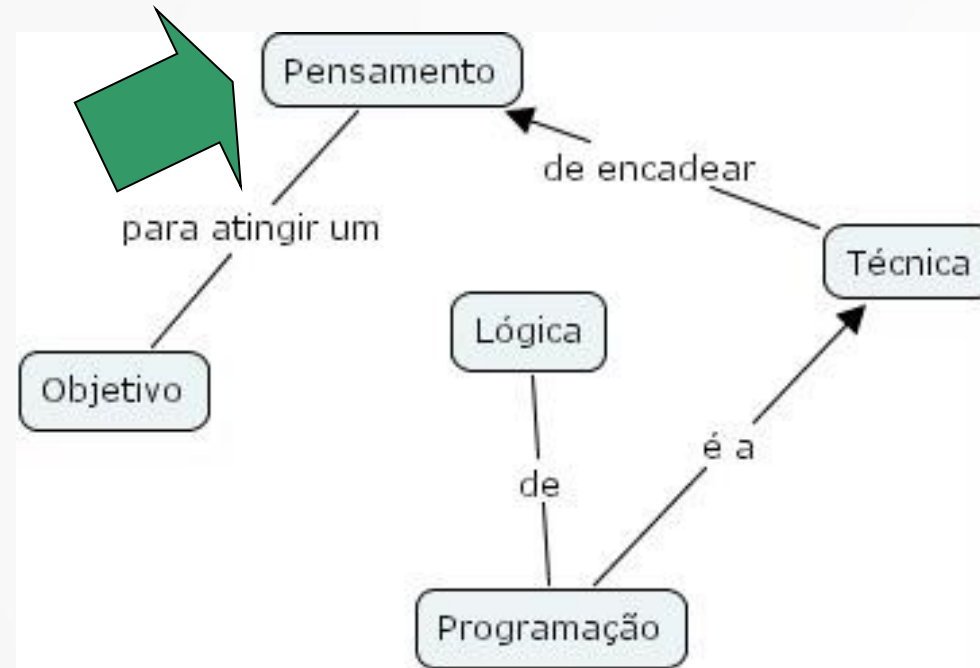 Pensamento
de encadear
para atingir um
Técnica
Lógica
Objetivo
é a
de
Programação